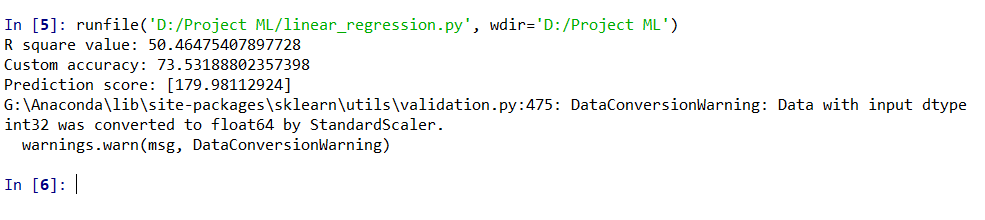 In [5]: runfile('D:/Project ML/linear_regression.py', wdir='D:/Project ML')
R square value: 50.46475407897728
Custom accuracy: 73.53188802357398
Prediction score: [179.98112924]
G:\Anaconda\lib\site-packages\sklearn\utils\validation.py:475: DataConversionWarning: Data with input dtype
int32 was converted to float64 by StandardScaler.
  warnings.warn(msg, DataConversionWarning)
In [6]: